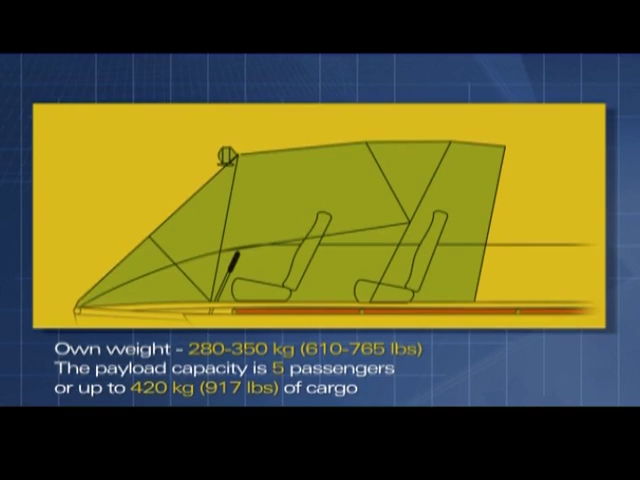 Own weight - 280-350 kg (610-765 lbs)
The payload capacity is 5 passengers
or up to 420 kg (917 lbs) of cargo